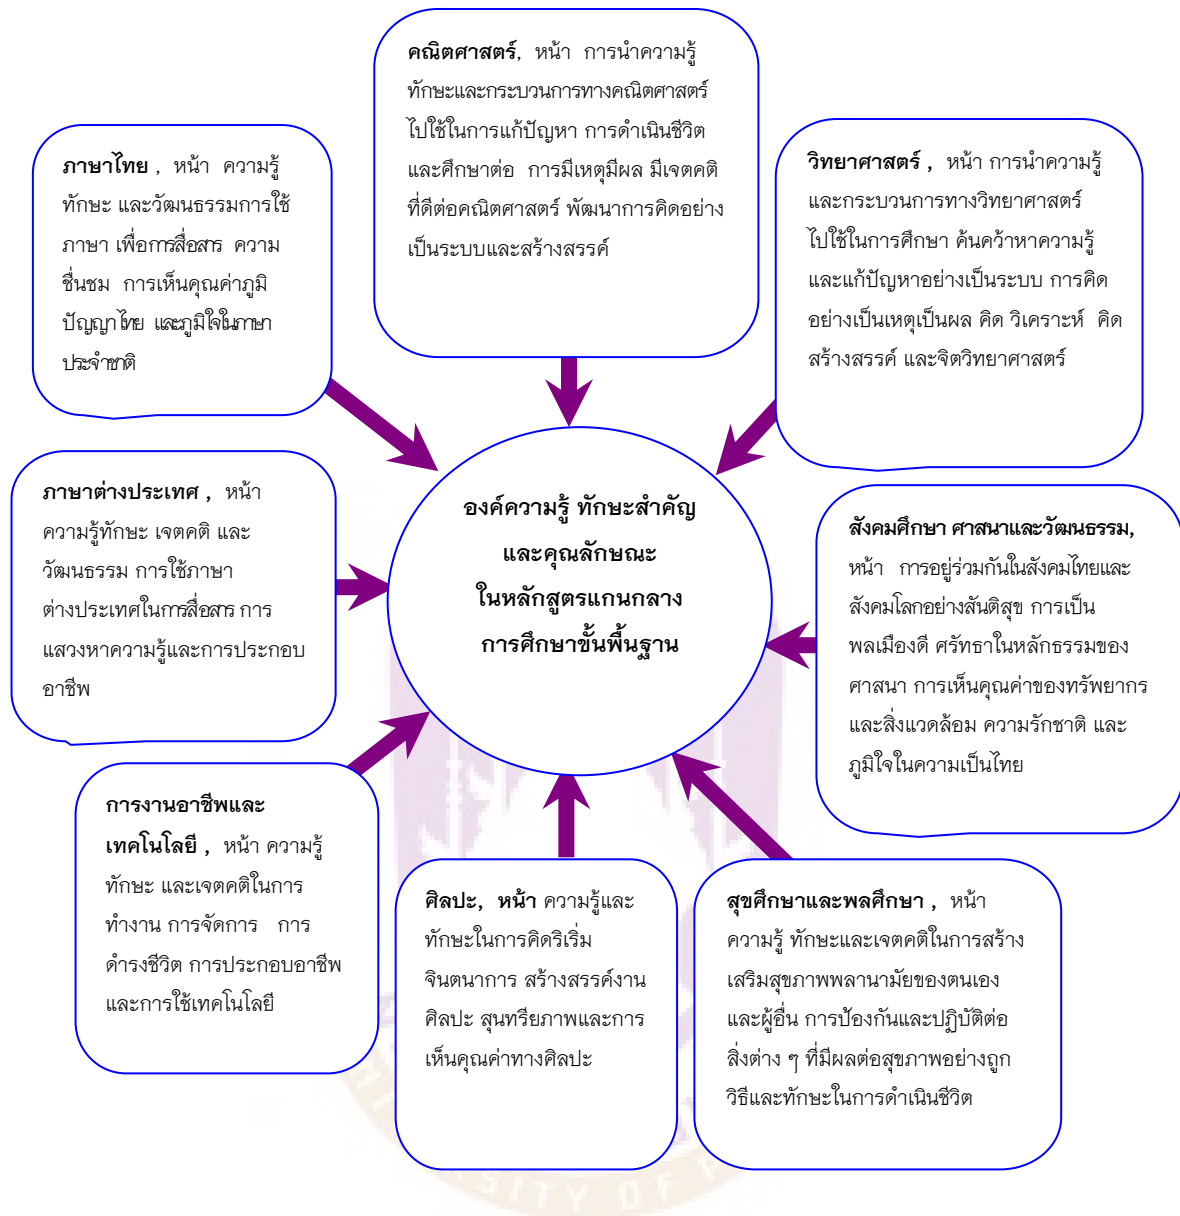 คณิตศาสตร์, หน้า การนำความรู้
ทักษะและกระบวนการทางคณิตศาสตร์
ไปใช้ในการแก้ปัญหา การดำเนินชีวิต
และศึกษาต่อ การมีเหตุมีผล มีเจตคติ
ที่ดีต่อคณิตศาสตร์ พัฒนาการคิดอย่าง
เป็นระบบและสร้างสรรค์
ภาษาไทย , หน้า ความรู้
ทักษะ และวัฒนธรรมการใช้
ภาษา เพื่อการสื่อสาร ความ
ชื่นชม การเห็นคุณค่าภูมิ
ปัญญาไทย และภูมิใจในภาษา
ประจำชาติ
วิทยาศาสตร์ , หน้า การนำความรู้
และกระบวนการทางวิทยาศาสตร์
ไปใช้ในการศึกษา ค้นคว้าหาความรู้
และแก้ปัญหาอย่างเป็นระบบ การคิด
อย่างเป็นเหตุเป็นผล คิด วิเคราะห์ คิด
สร้างสรรค์ และจิตวิทยาศาสตร์
ภาษาต่างประเทศ , หน้า
ความรู้ทักษะ เจตคติ และ
วัฒนธรรม การใช้ภาษา
ต่างประเทศในการสื่อสาร การ
แสวงหาความรู้และการประกอบ
อาชีพ
องค์ความรู้ ทักษะสำคัญ
และคุณลักษณะ
ในหลักสูตรแกนกลาง
การศึกษาขั้นพื้นฐาน
สังคมศึกษา ศาสนาและวัฒนธรรม,
หน้า การอยู่ร่วมกันในสังคมไทยและ
สังคมโลกอย่างสันติสุข การเป็น
พลเมืองดี ศรัทธาในหลักธรรมของ
ศาสนา การเห็นคุณค่าของทรัพยากร
และสิ่งแวดล้อม ความรักชาติ และ
ภูมิใจในความเป็นไทย
การงานอาชีพและ
เทคโนโลยี , หน้า ความรู้
ทักษะ และเจตคติในการ
ทำงาน การจัดการ การ
ดำรงชีวิต การประกอบอาชีพ
และการใช้เทคโนโลยี
ศิลปะ, หน้า ความรู้และ
ทักษะในการคิดริเริ่ม
จินตนาการ สร้างสรรค์งาน
ศิลปะ สุนทรียภาพและการ
เห็นคุณค่าทางศิลปะ
สุขศึกษาและพลศึกษา , หน้า
ความรู้ ทักษะและเจตคติในการสร้าง
เสริมสุขภาพพลานามัยของตนเอง
และผู้อื่น การป้องกันและปฏิบัติต่อ
สิ่งต่าง ๆ ที่มีผลต่อสุขภาพอย่างถูก
วิธีและทักษะในการดำเนินชีวิต